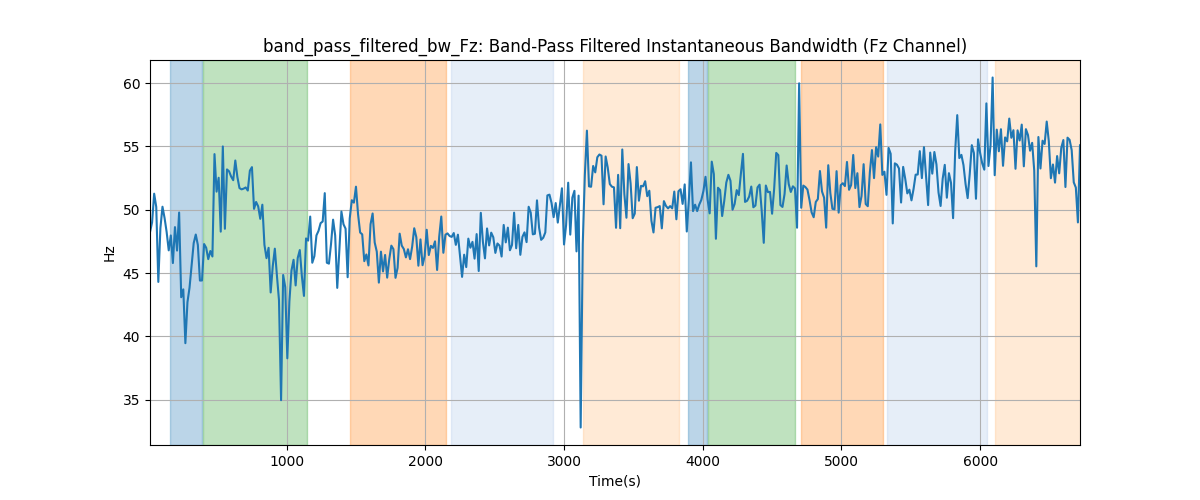 band_pass_filtered_bw_Fz: Band-Pass Filtered Instantaneous Bandwidth (Fz Channel)
60
55
50
45
40
35
Hz
1000 2000 3000 4000 5000 6000
Time(s)